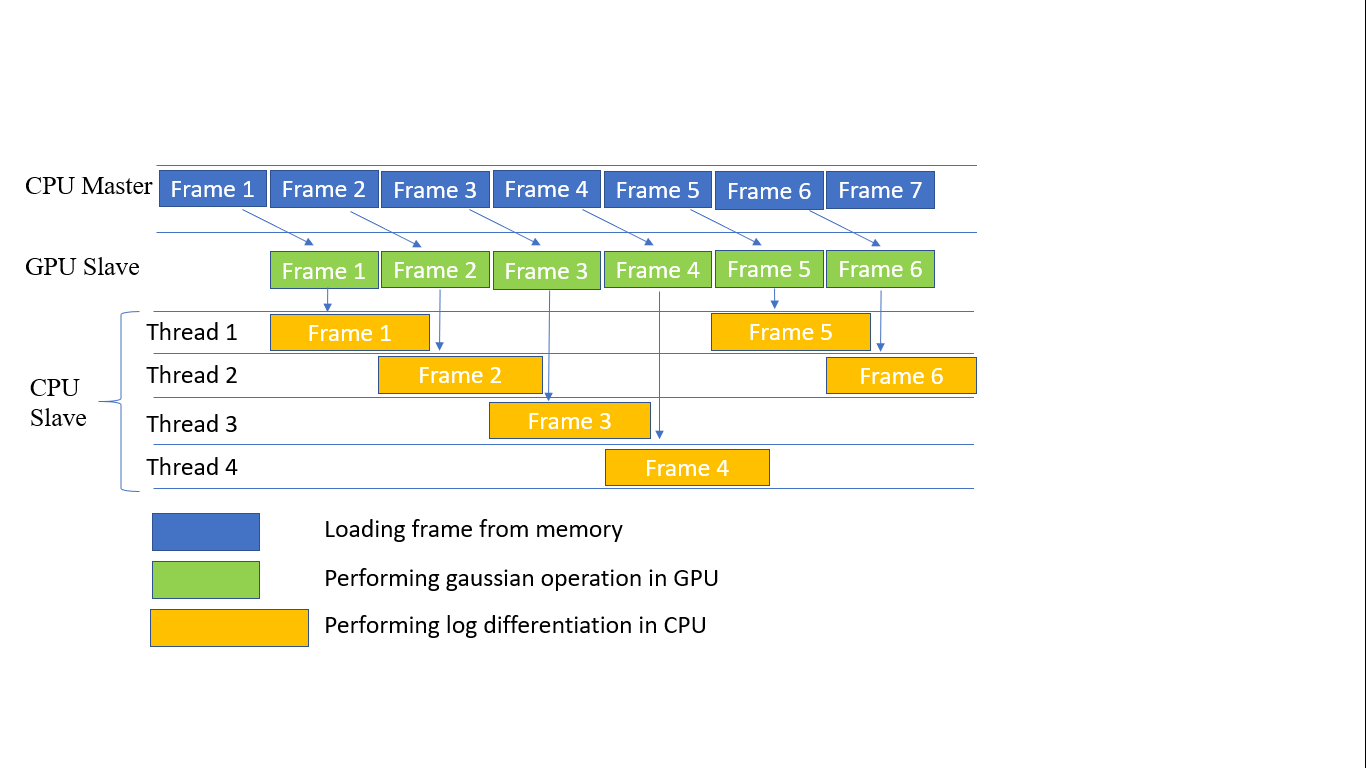 CPU Master
Frame 1 Frame 2 Frame 3 Frame 4 Frame 5 Frame 6 Frame 7
GPU Slave
Frame 1 Frame 2 Frame 3 Frame 4 Frame 5 Frame 6
CPU
Slave
Thread 1
Frame 1 Frame 5
Thread 2
Frame 2 Frame 6
Thread 3
Frame 3
Thread 4
Frame 4
Loading frame from memory
Performing gaussian operation in GPU
Performing log differentiation in CPU